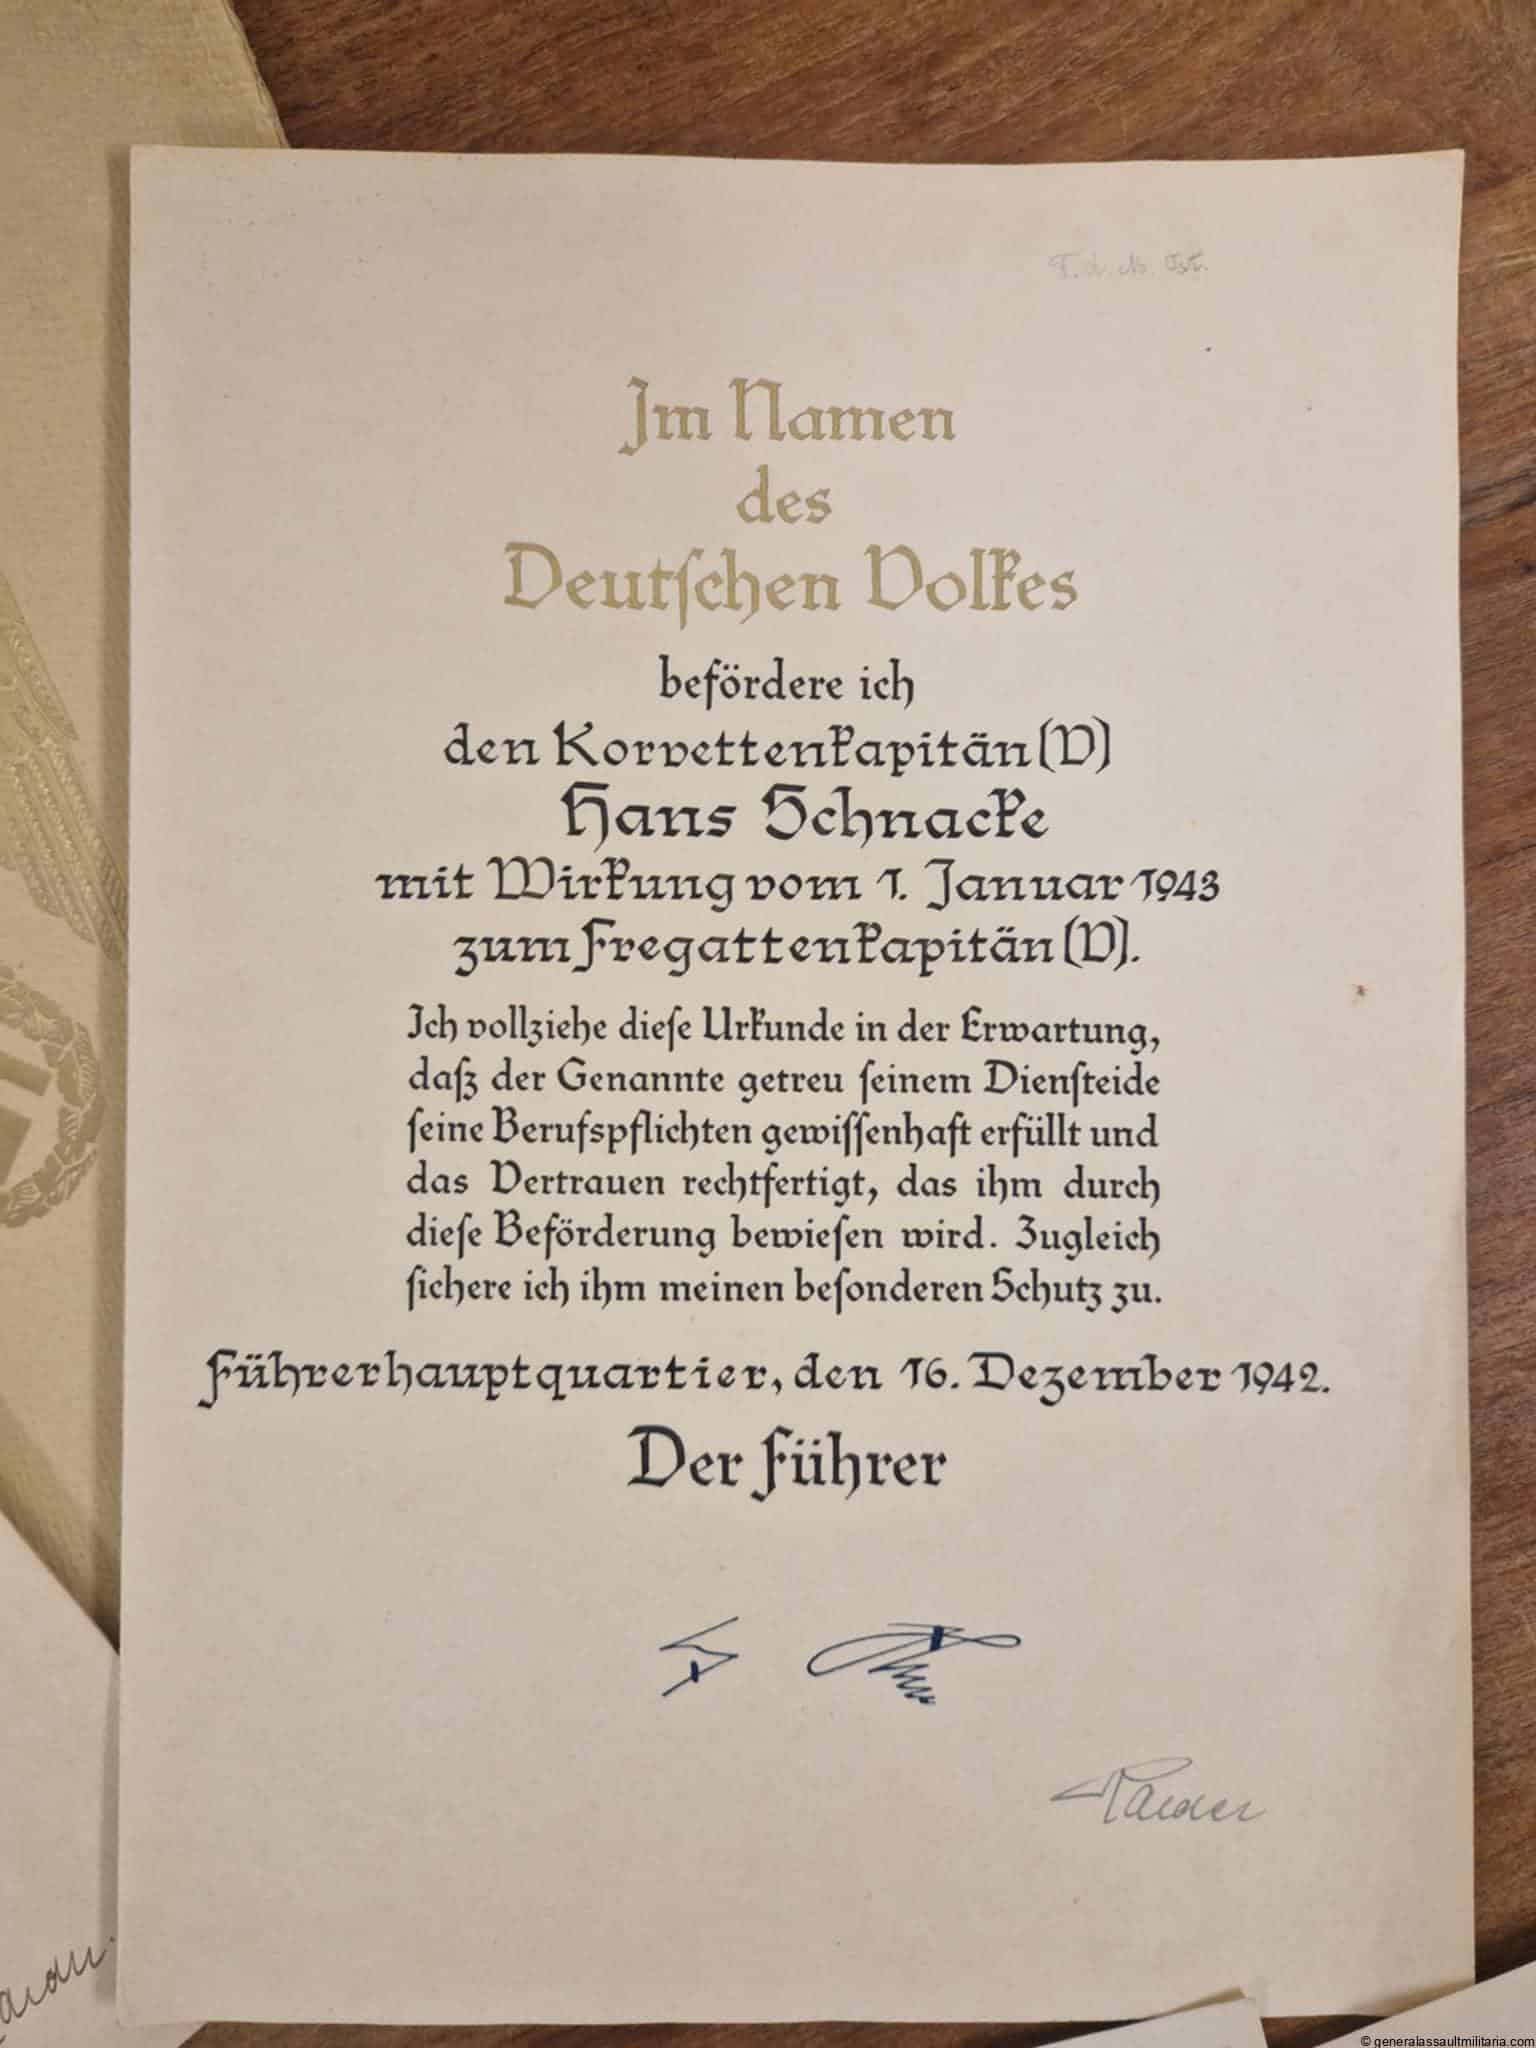 Im Namen
des
Deutschen Volkes
befördere ich
den Korvettenkapitän (V)
Hans Schnacke
mit Wirkung vom 1. Januar 1943
zum Fregattenkapitän (V).
Ich vollziehe diese Urkunde in der Erwartung,
daß der Genannte getreu seinem Diensteide
seine Berufspflichten gewissenhaft erfüllt und
das Vertrauen rechtfertigt, das ihm durch
diese Beförderung bewiesen wird. Zugleich
sichere ich ihm meinen besonderen Schutz zu.
Führerhauptquartier, den 16. Dezember 1942.
Der Führer
Raeder
© generalassaultmilitaria.com